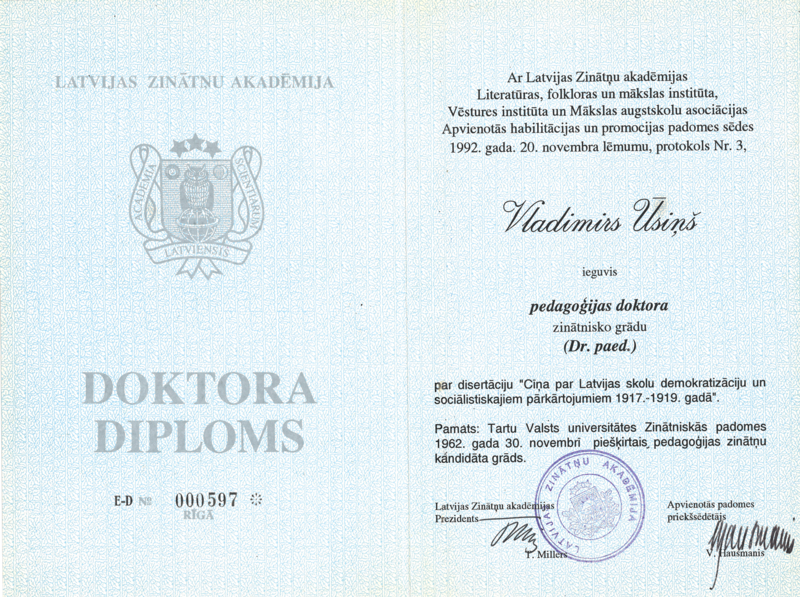 LATVIJAS ZINĀTŅU AKADĒMIJA
ACADEMIA SCIENTIARUM
LATVIENSIS
DOKTORA
DIPLOMS
E-D № 000597
RĪGĀ
Ar Latvijas Zinātņu akadēmijas
Literatūras, folkloras un mākslas institūta,
Vēstures institūta un Mākslas augstskolu asociācijas
Apvienotās habilitācijas un promocijas padomes sēdes
1992. gada. 20. novembra lēmumu, protokols Nr. 3,
Vladimirs Ūsiņš
ieguvis
pedagoģijas doktora
zinātnisko grādu
(Dr. paed.)
par disertāciju "Cīņa par Latvijas skolu demokratizāciju un
sociālistiskajiem pārkārtojumiem 1917.-1919. gadā".
Pamats: Tartu Valsts universitātes Zinātniskās padomes
1962. gada 30. novembrī piešķirtais pedagoģijas zinātņu
kandidāta grāds.
Latvijas Zinātņu akadēmijas
Prezidents
T. Millers
LATVIJAS ZINĀTŅU AKADĒMIJA
Apvienotās padomes
priekšsēdētājs
Hausmanis